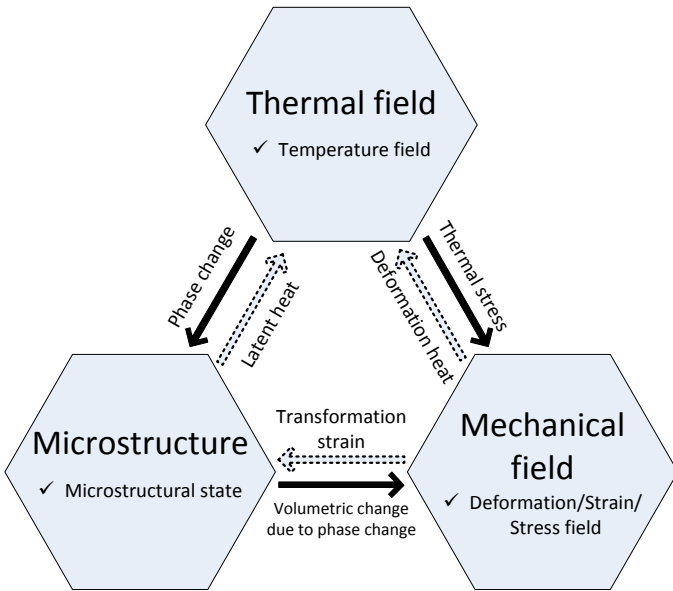 Thermal field
✓ Temperature field
Phase change
Latent heat
Deformation heat
Thermal stress
Microstructure
✓ Microstructural state
Transformation
strain
Volumetric change
due to phase change
Mechanical
field
✓ Deformation/Strain/
Stress field